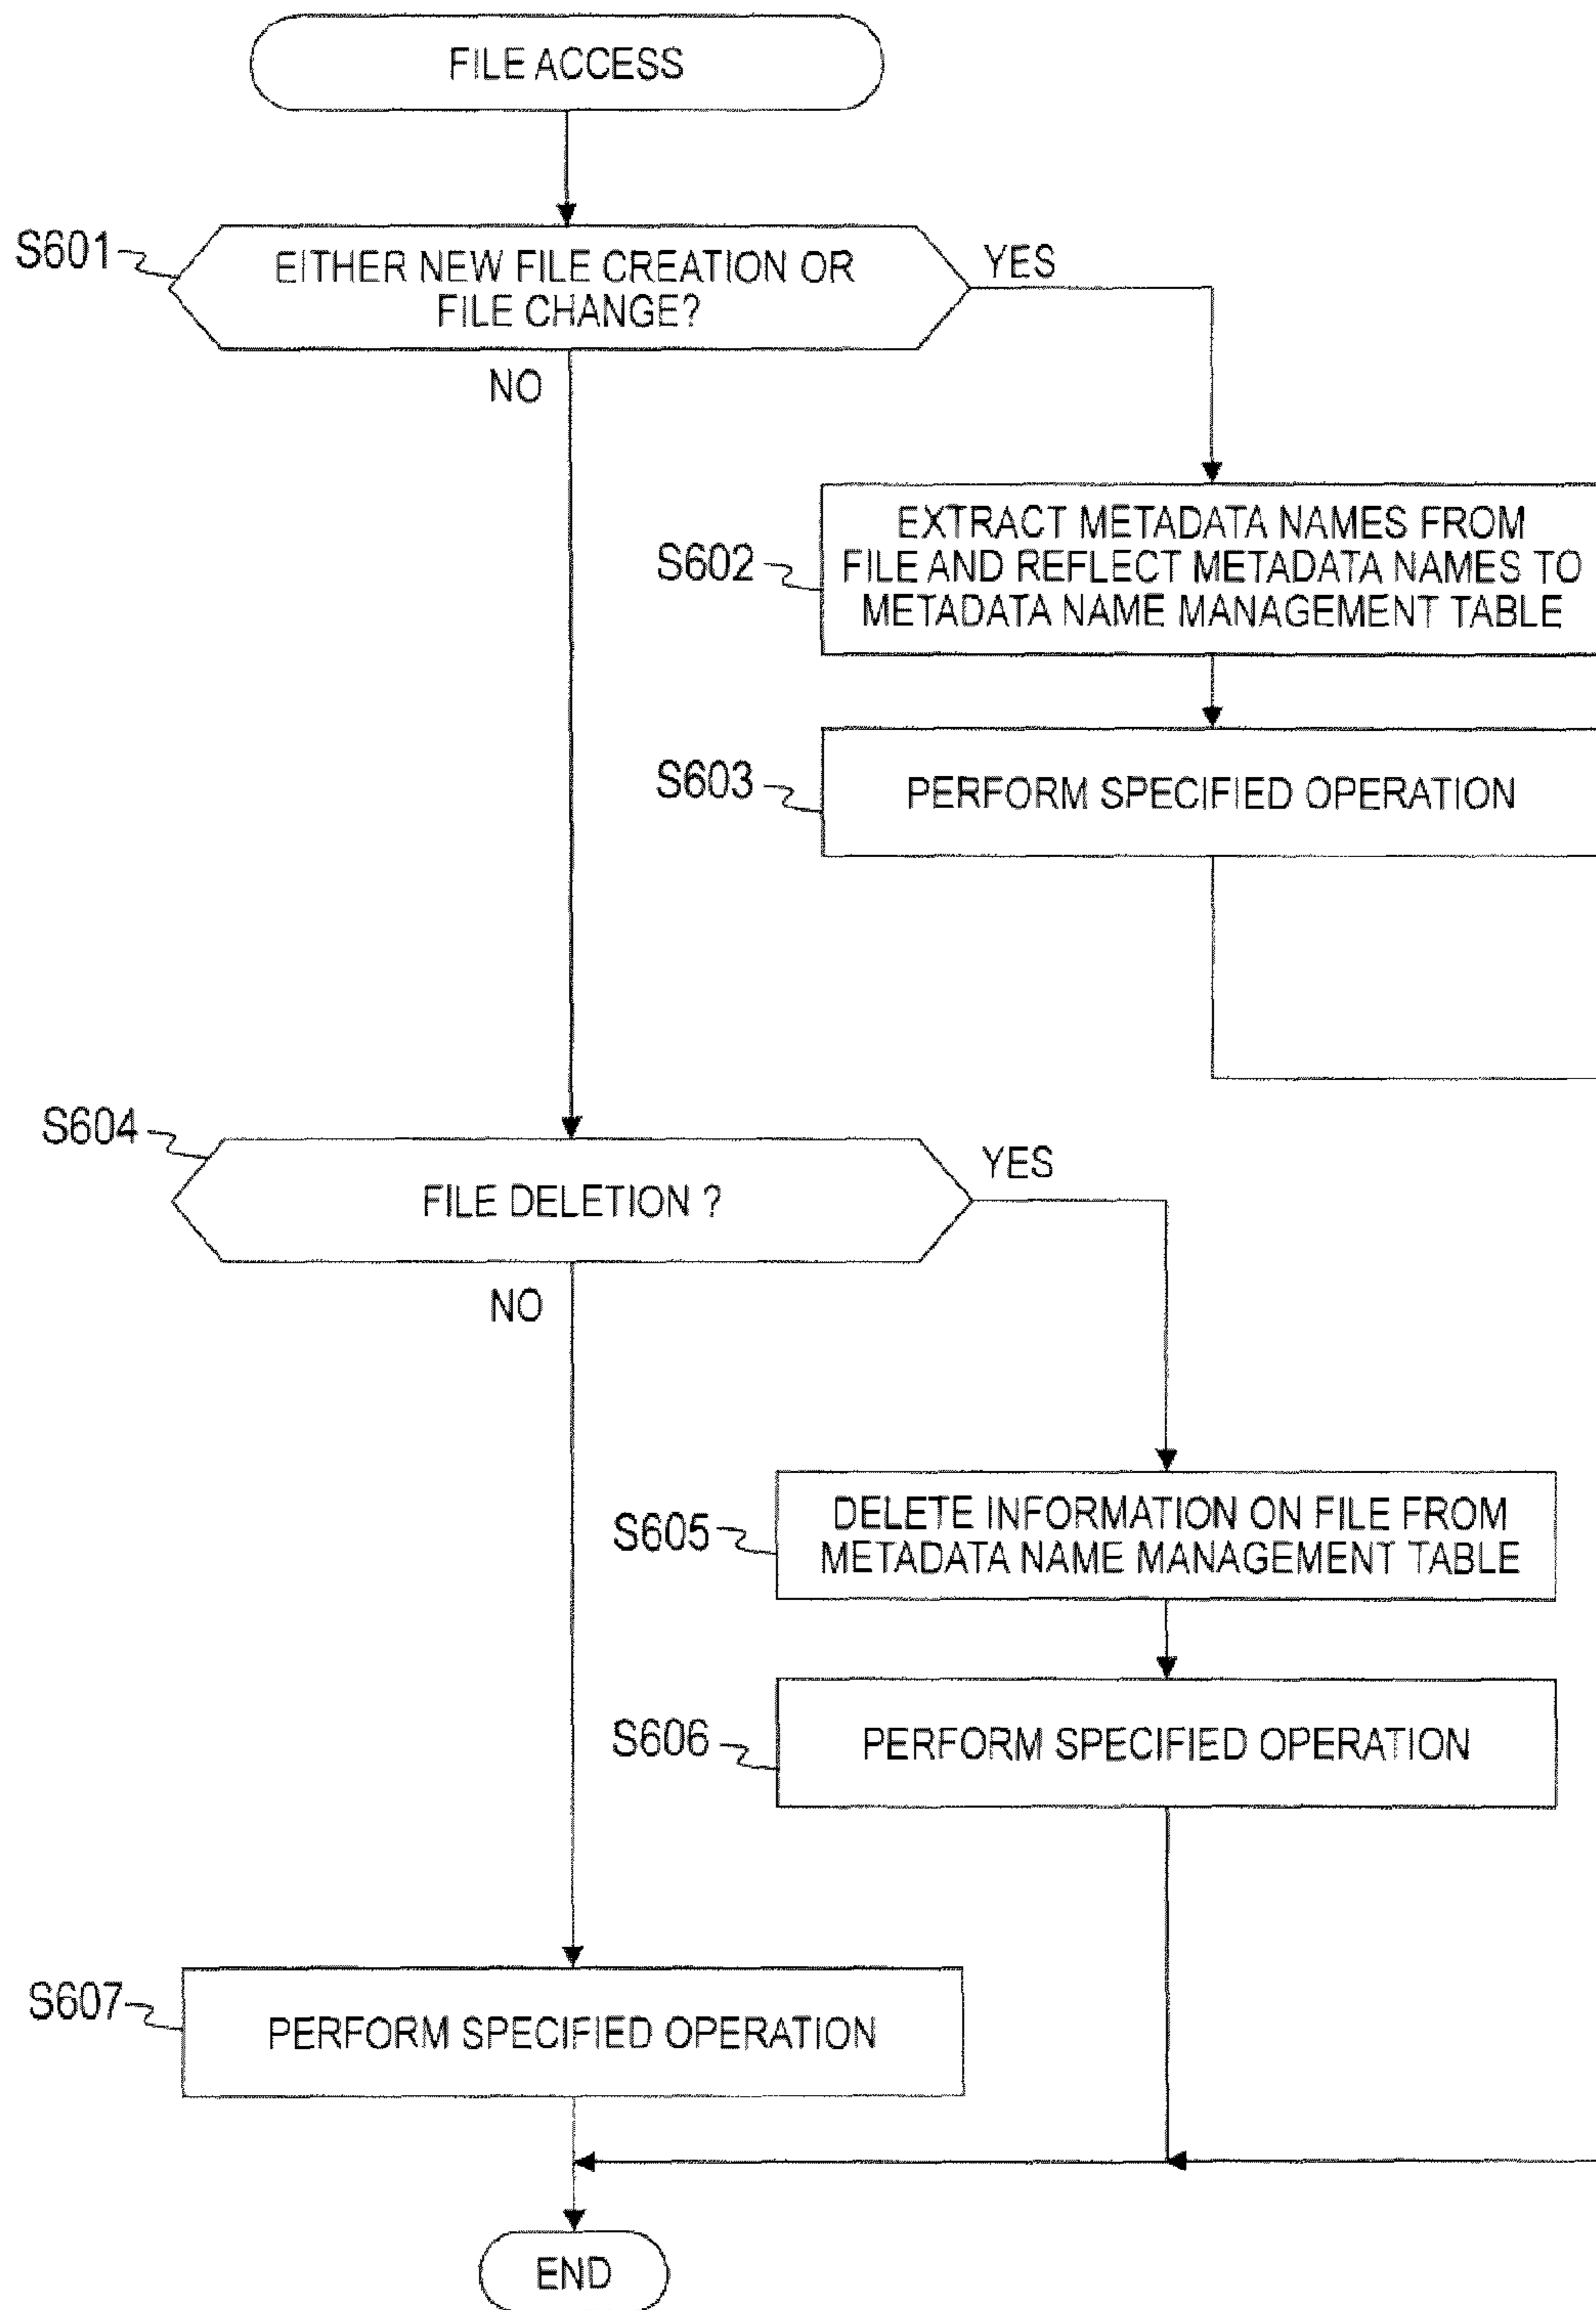 FILE ACCESS
S601
EITHER NEW FILE CREATION OR
FILE CHANGE?
YES
NO
S602
EXTRACT METADATA NAMES FROM
FILE AND REFLECT METADATA NAMES TO
METADATA NAME MANAGEMENT TABLE
S603
PERFORM SPECIFIED OPERATION
S604
FILE DELETION ?
YES
NO
S605
DELETE INFORMATION ON FILE FROM
METADATA NAME MANAGEMENT TABLE
S606
PERFORM SPECIFIED OPERATION
S607
PERFORM SPECIFIED OPERATION
END